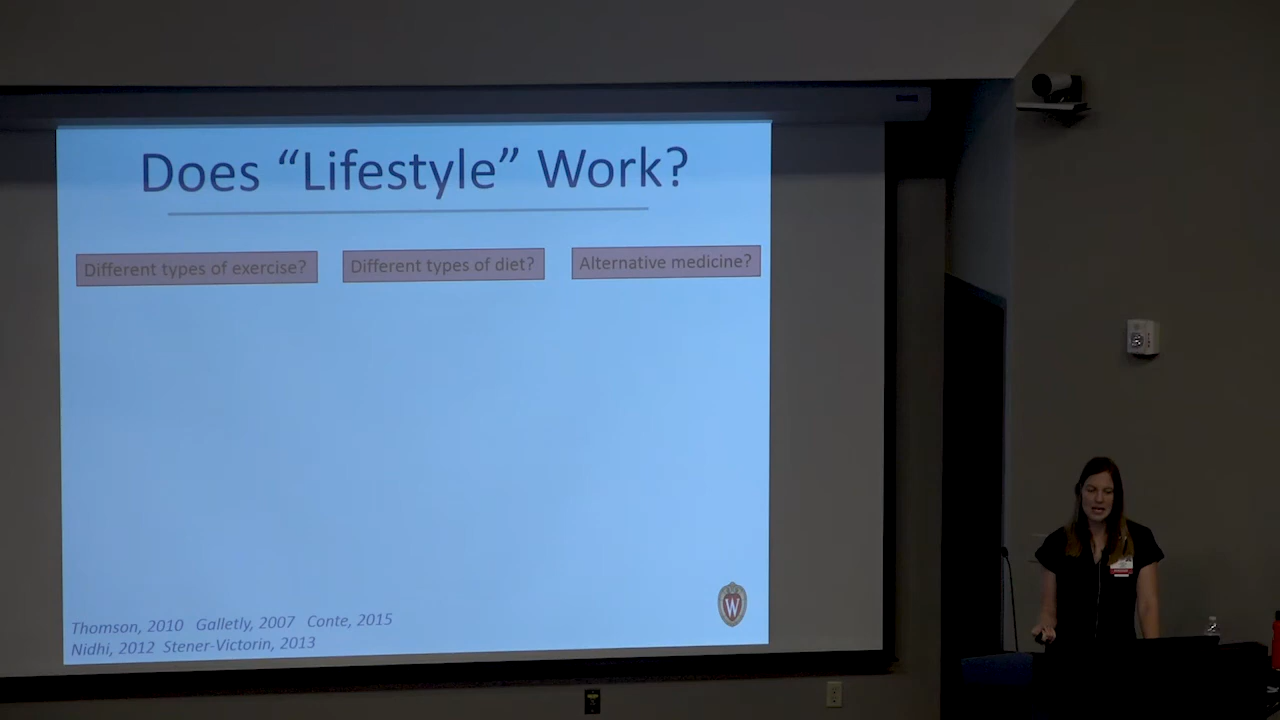 Does “Lifestyle” Work?
Different types of exercise?
Different types of diet?
Alternative medicine?
Thomson, 2010 Galletly, 2007 Conte, 2015
Nidhi, 2012 Stener-Victorin, 2013
W